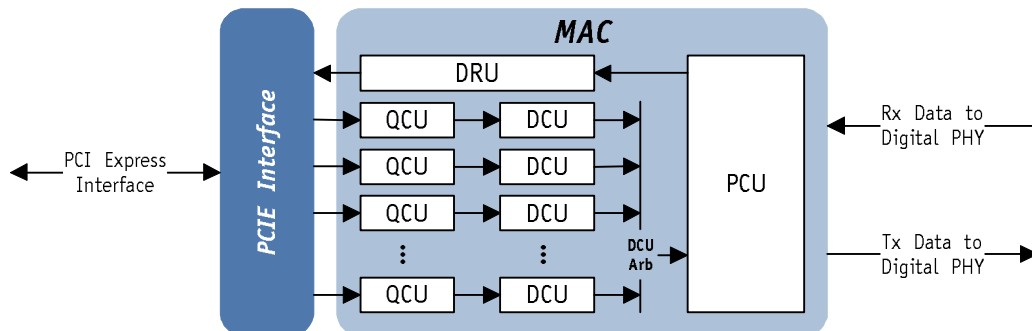 MAC
DRU
QCU
DCU
QCU
DCU
QCU
DCU
QCU
DCU
DCU
Arb
PCU
PCIE Interface
PCI Express
Interface
Rx Data to
Digital PHY
Tx Data to
Digital PHY